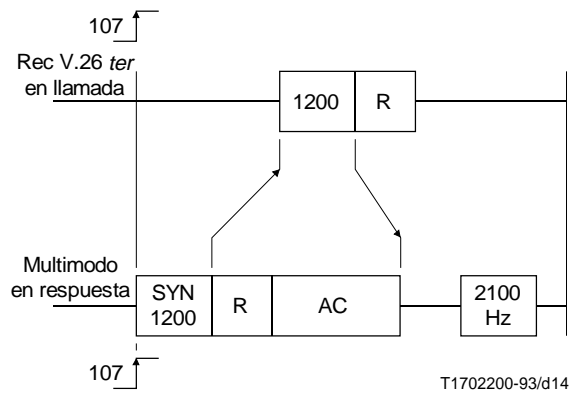 107
Rec V.26 ter
en llamada
1200
R
Multimodo
en respuesta
SYN
1200
R
AC
2100
Hz
107
T1702200-93/d14